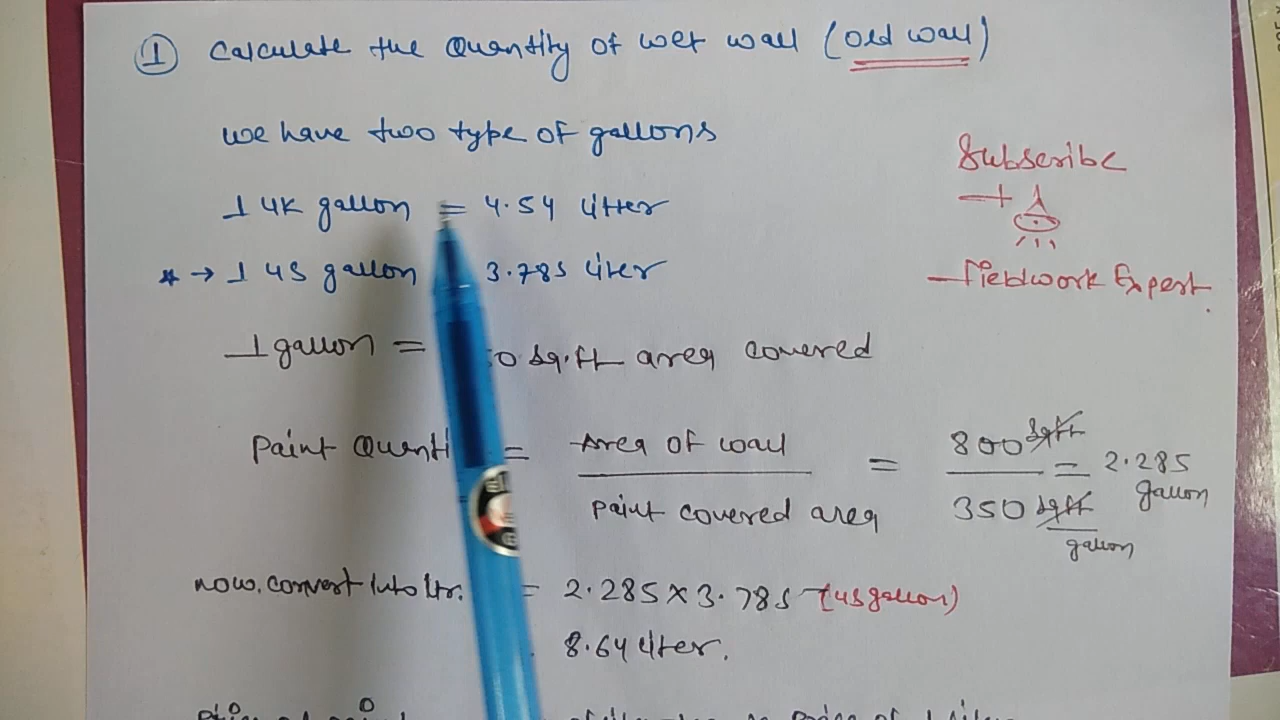 ① Calculate the Quantity of wet wall (old wall)
we have two type of gallons
1 UK gallon = 4.54 litter
* → 1 US gallon 3.785 liter
Subscribe
Fieldwork Expert
1 gallon = 0 sq.ft area covered
Paint Quanti = Area of wall / Paint covered area = 800 sqft / 350 sqft/gallon = 2.285 gallon
now. convert Into ltr. = 2.285 x 3.785 (US gallon)
8.64 liter.